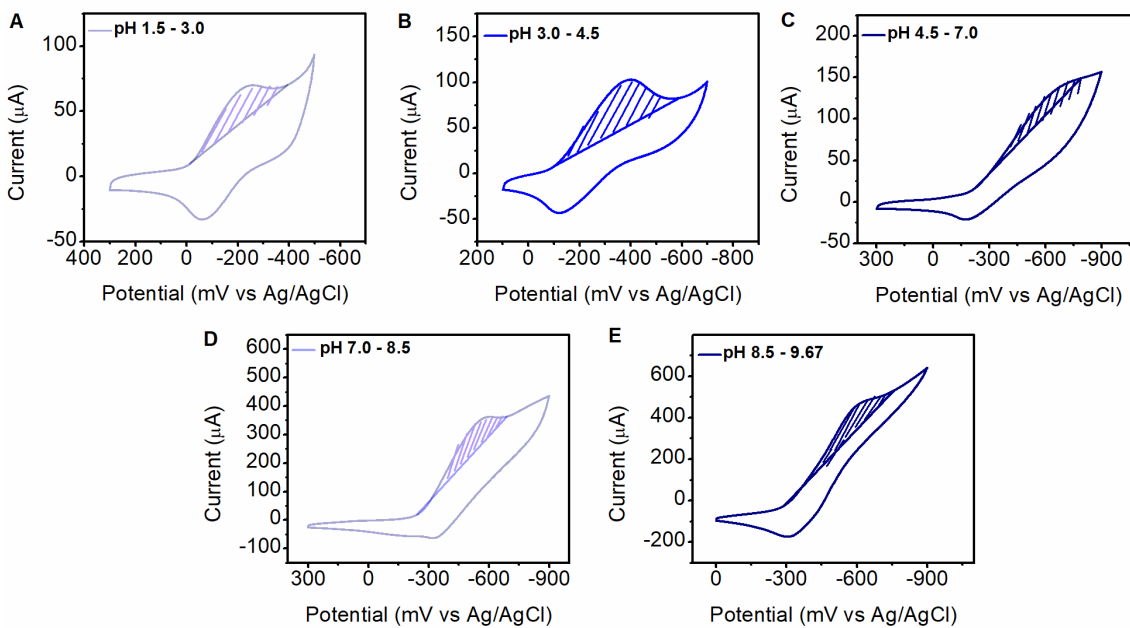 A
pH 1.5 - 3.0
100
50
0
-50
Current (µA)
400 200 0 -200 -400 -600
Potential (mV vs Ag/AgCl)
B
pH 3.0 - 4.5
150
100
50
0
-50
Current (µA)
200 0 -200 -400 -600 -800
Potential (mV vs Ag/AgCl)
C
pH 4.5 - 7.0
200
150
100
50
0
-50
Current (µA)
300 0 -300 -600 -900
Potential (mV vs Ag/AgCl)
D
pH 7.0 - 8.5
600
500
400
300
200
100
0
-100
Current (µA)
300 0 -300 -600 -900
Potential (mV vs Ag/AgCl)
E
pH 8.5 - 9.67
600
400
200
0
-200
Current (µA)
0 -300 -600 -900
Potential (mV vs Ag/AgCl)